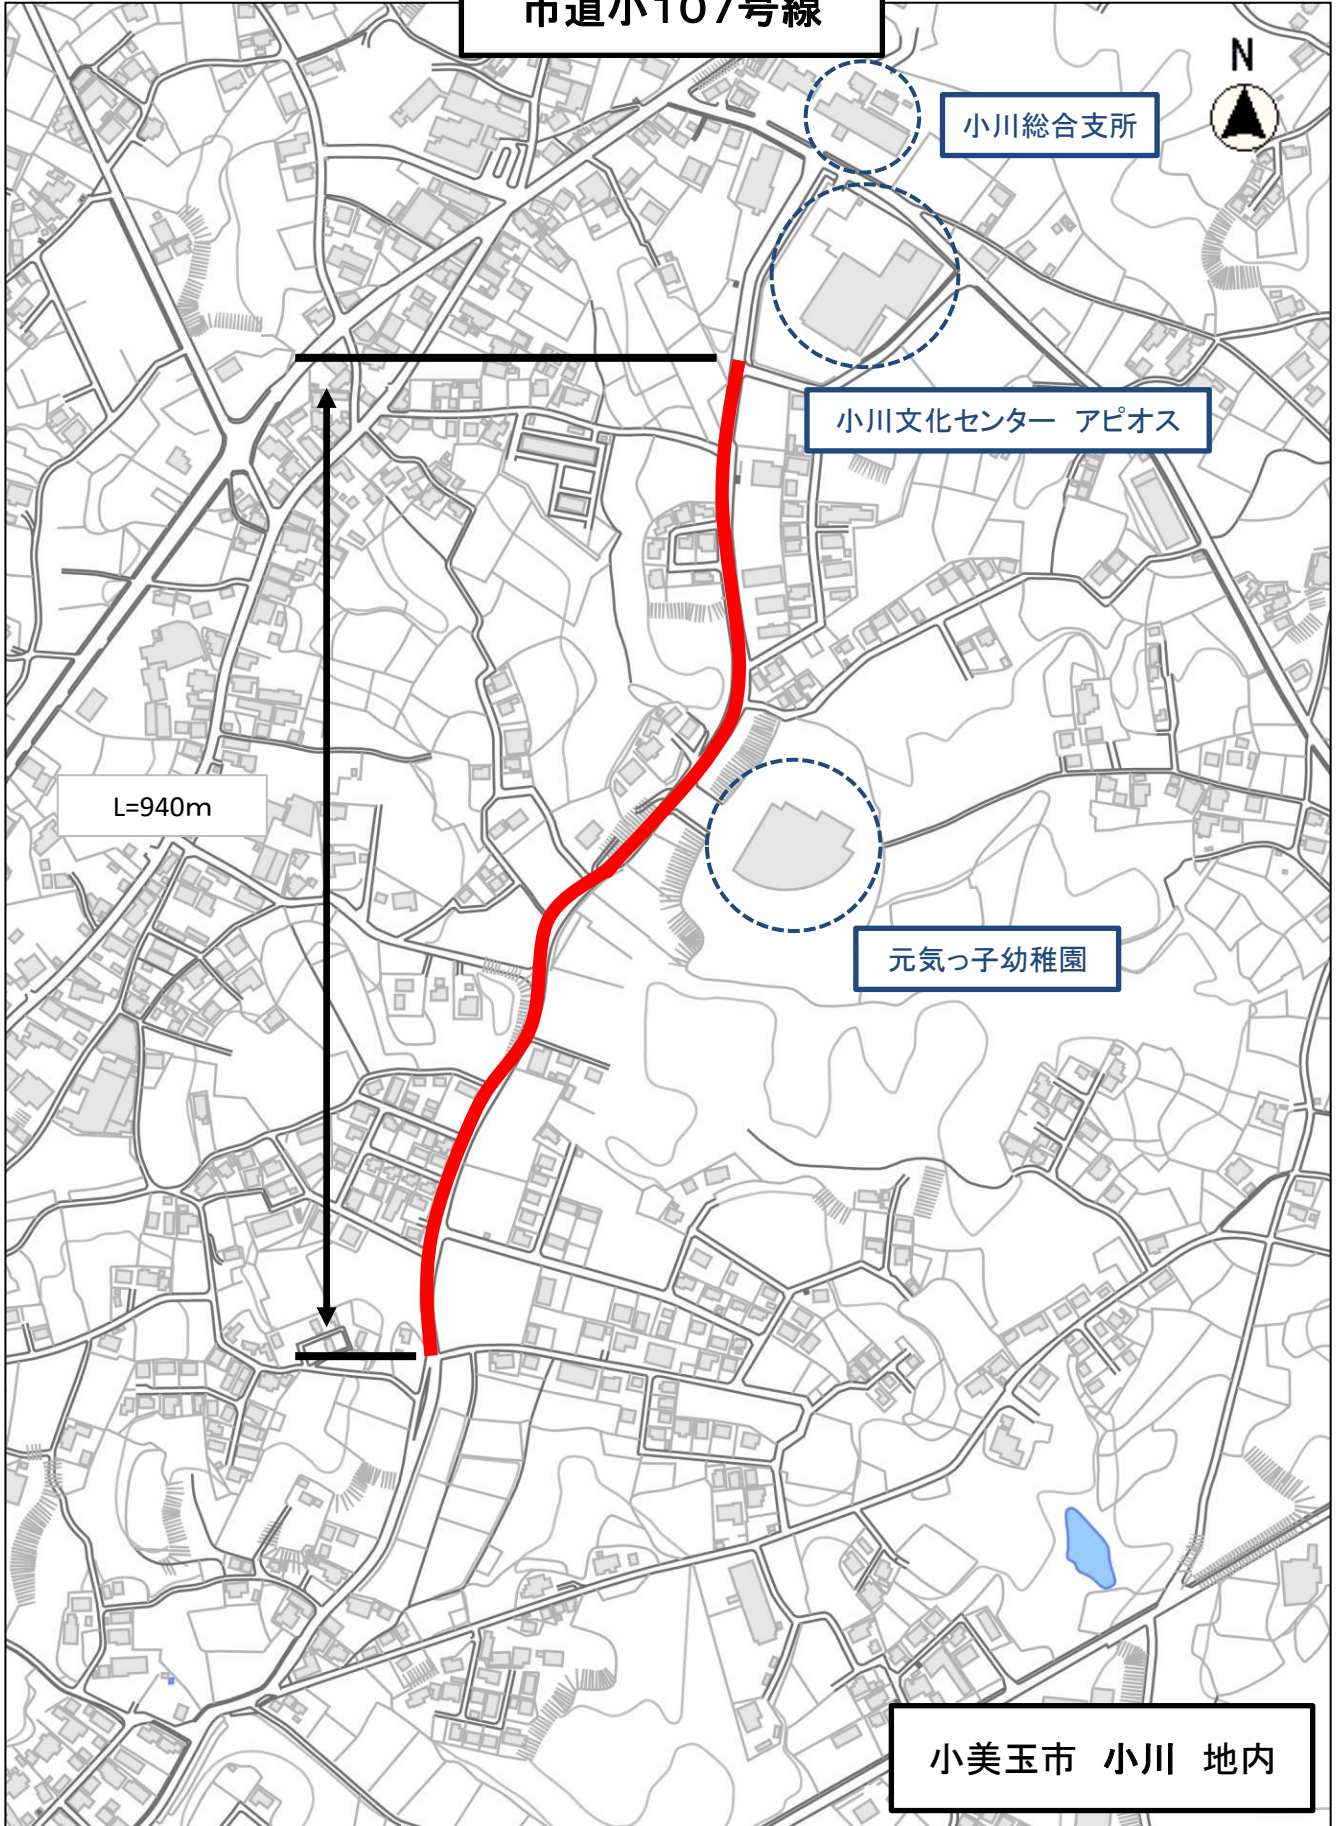 市道小107号線
N
小川総合支所
小川文化センター　アピオス
L=940m
元気っ子幼稚園
小美玉市　小川　地内